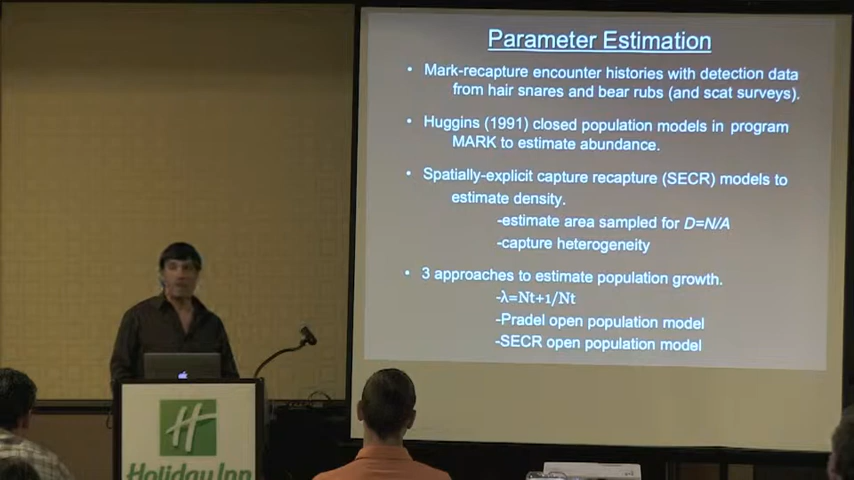 Parameter Estimation
• Mark-recapture encounter histories with detection data
from hair snares and bear rubs (and scat surveys).
• Huggins (1991) closed population models in program
MARK to estimate abundance.
• Spatially-explicit capture recapture (SECR) models to
estimate density.
-estimate area sampled for D=N/A
-capture heterogeneity
• 3 approaches to estimate population growth.
-λ=Nt+1/Nt
-Pradel open population model
-SECR open population model
H
Holiday Inn